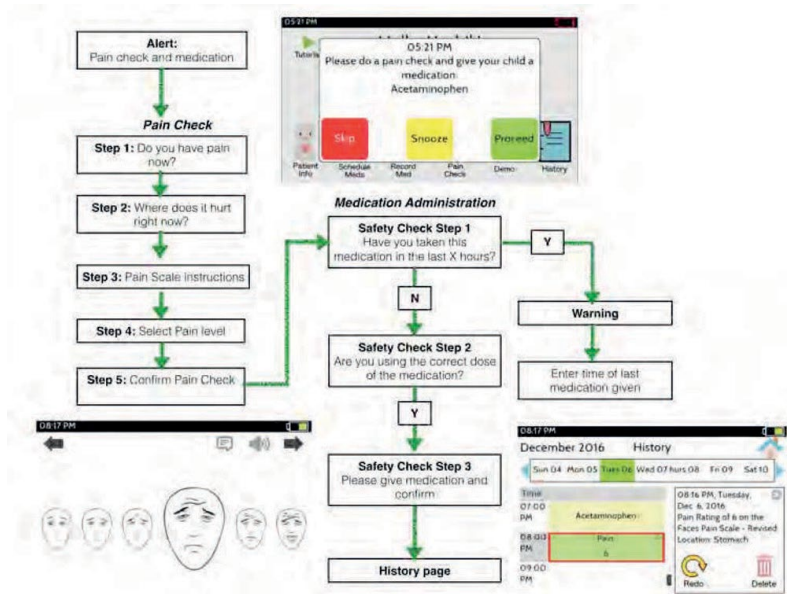 Alert:
Pain check and medication
Pain Check
Step 1: Do you have pain
now?
Step 2: Where does it hurt
right now?
Step 3: Pain Scale instructions
Step 4: Select Pain level
Step 5: Confirm Pain Check
05:21 PM
05:21 PM
Please do a pain check and give your child a
medication
Acetaminophen
Skip
Snooze
Proceed
Patient
Info
Schedule
Meds
Record
Med
Pain
Check
Demo
History
Medication Administration
Safety Check Step 1
Have you taken this
medication in the last X hours?
Y
N
Warning
Enter time of last
medication given
Safety Check Step 2
Are you using the correct dose
of the medication?
Y
Safety Check Step 3
Please give medication and
confirm
History page
08:17 PM
08:17 PM
December 2016 History
Sun 04 Mon 05 Tues 06 Wed 07 hurs 08 Fri 09 Sat 10
Time
07:00
PM
Acetaminophen
08:00
PM
Pain
6
09:00
PM
08:16 PM, Tuesday,
Dec 6, 2016
Pain Rating of 6 on the
Faces Pain Scale - Revised
Location: Stomach
Redo
Delete